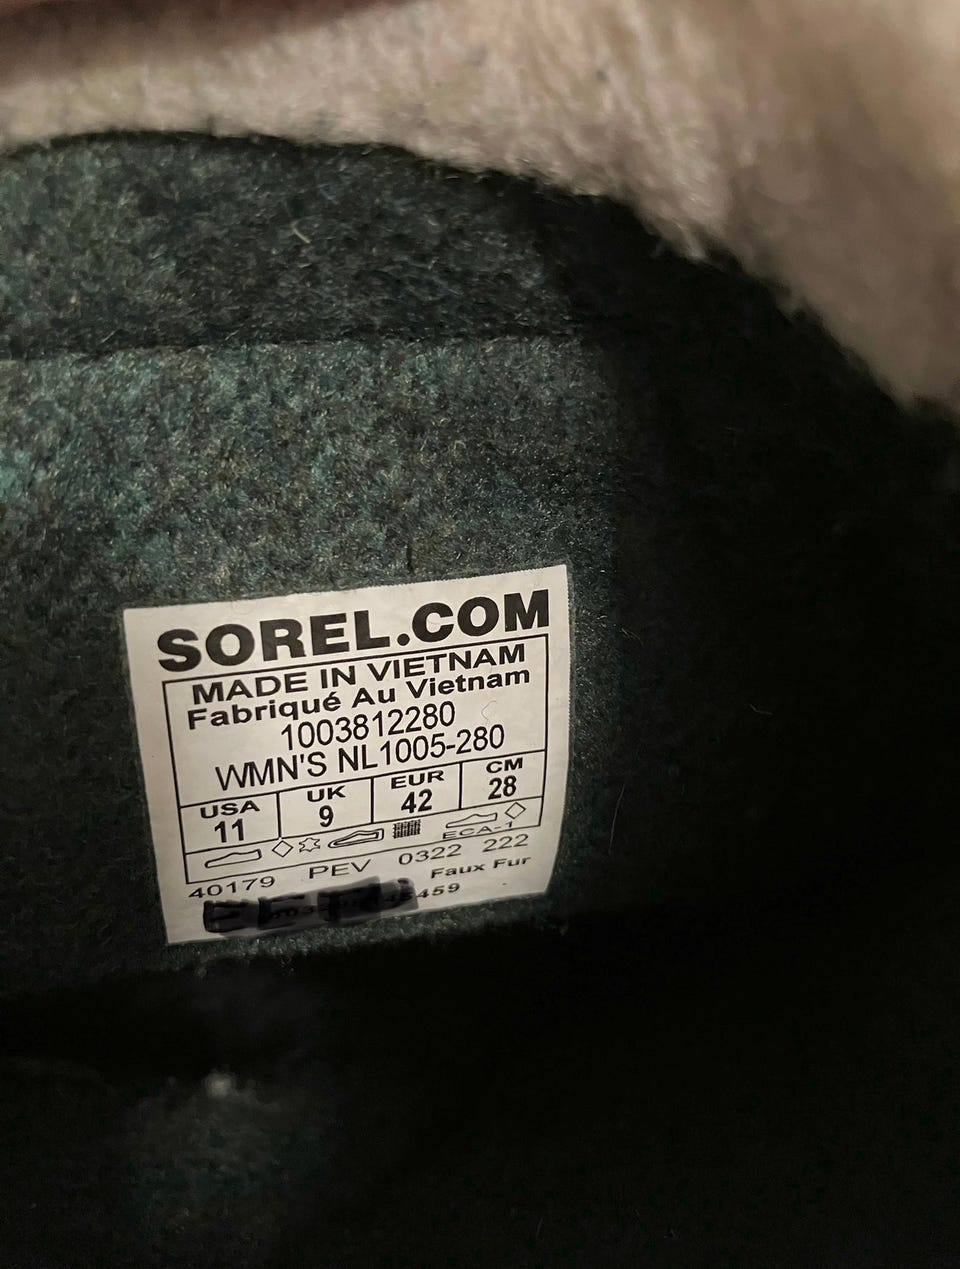 SOREL.COM
MADE IN VIETNAM
Fabriqué Au Vietnam
1003812280
WMN'S NL1005-280
USA UK EUR CM
11 9 42 28
ECA-1
40179 PEV 0322 222
Faux Fur
459